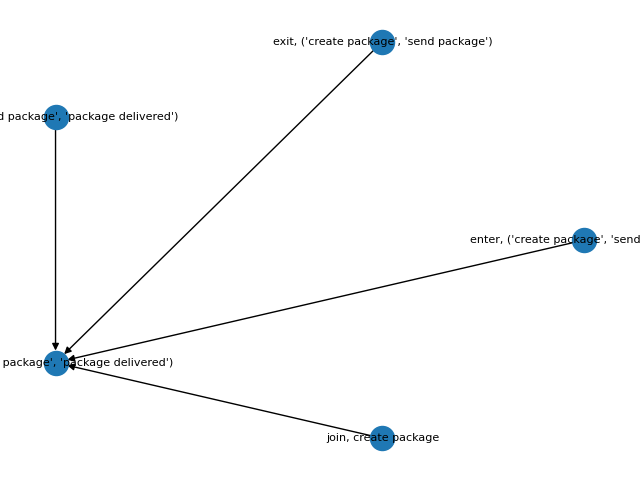 exit, ('create package', 'send package')
d package', 'package delivered')
enter, ('create package', 'send
package', 'package delivered')
join, create package